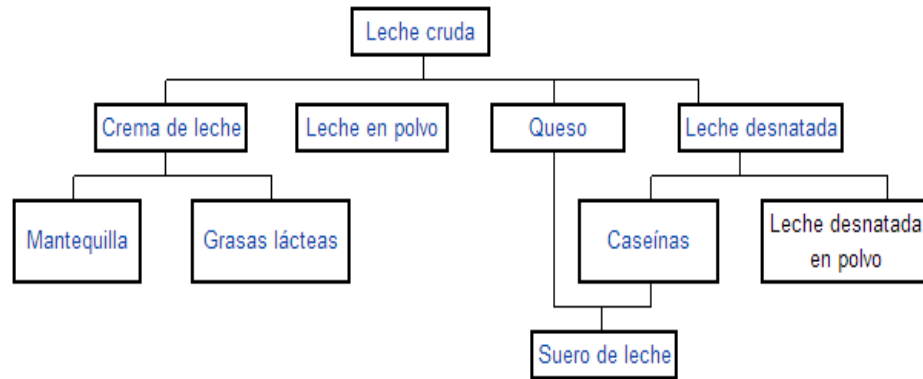 Leche cruda
Crema de leche
Leche en polvo
Queso
Leche desnatada
Mantequilla
Grasas lácteas
Caseínas
Leche desnatada
en polvo
Suero de leche